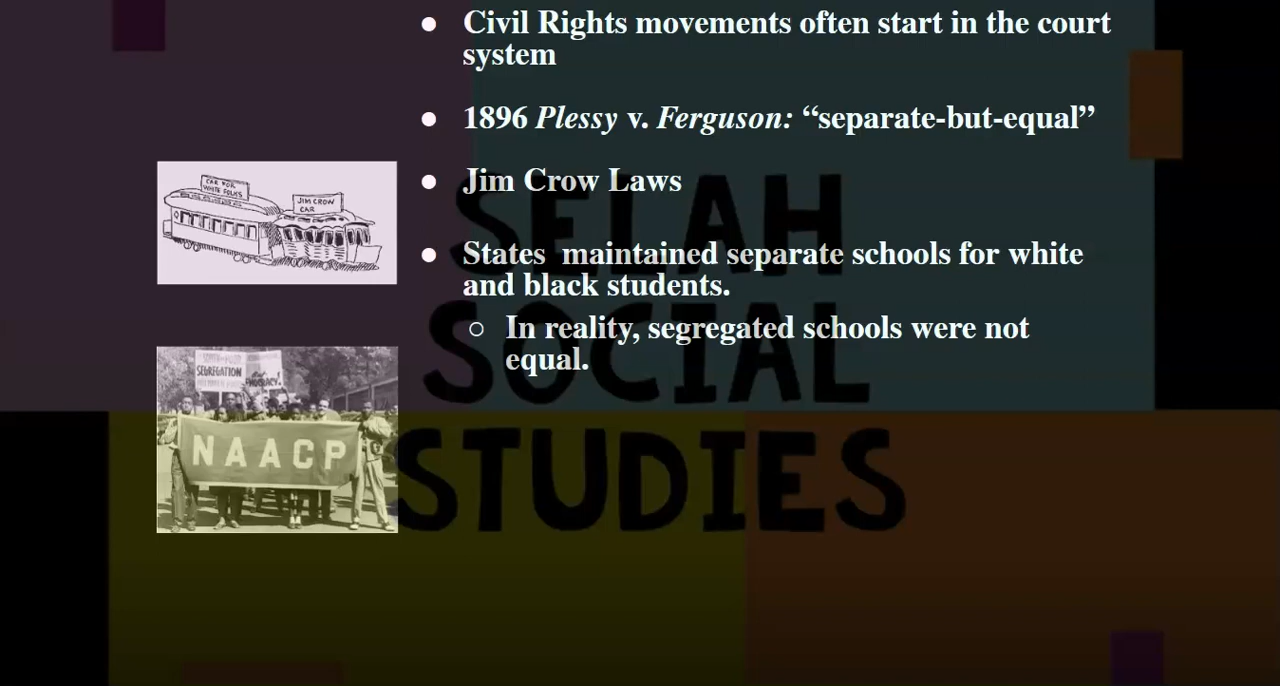 Civil Rights movements often start in the court
system
1896 Plessy v. Ferguson: “separate-but-equal”
Jim Crow Laws
States maintained separate schools for white
and black students.
In reality, segregated schools were not
equal.
CAR FOR
WHITE FOLKS
JIM CROW
CAR
SEGREGATION
NAACP
SELAH
SOCIAL
STUDIES